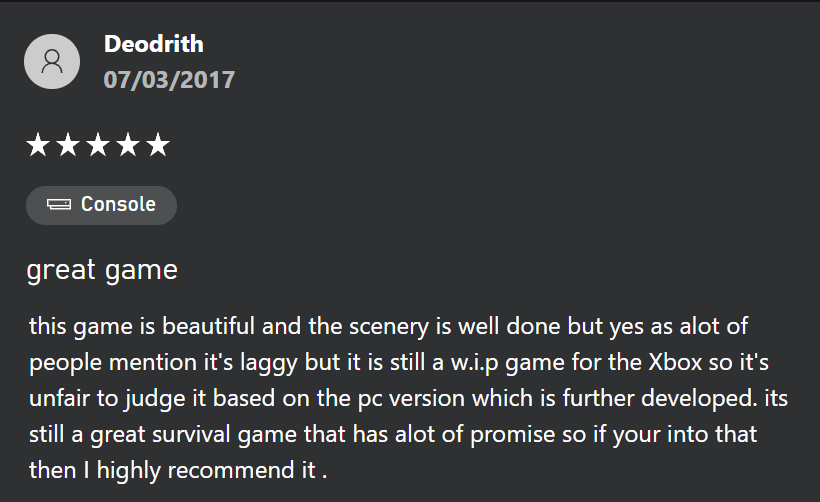 Deodrith
07/03/2017
Console
great game
this game is beautiful and the scenery is well done but yes as alot of
people mention it's laggy but it is still a w.i.p game for the Xbox so it's
unfair to judge it based on the pc version which is further developed. its
still a great survival game that has alot of promise so if your into that
then I highly recommend it .